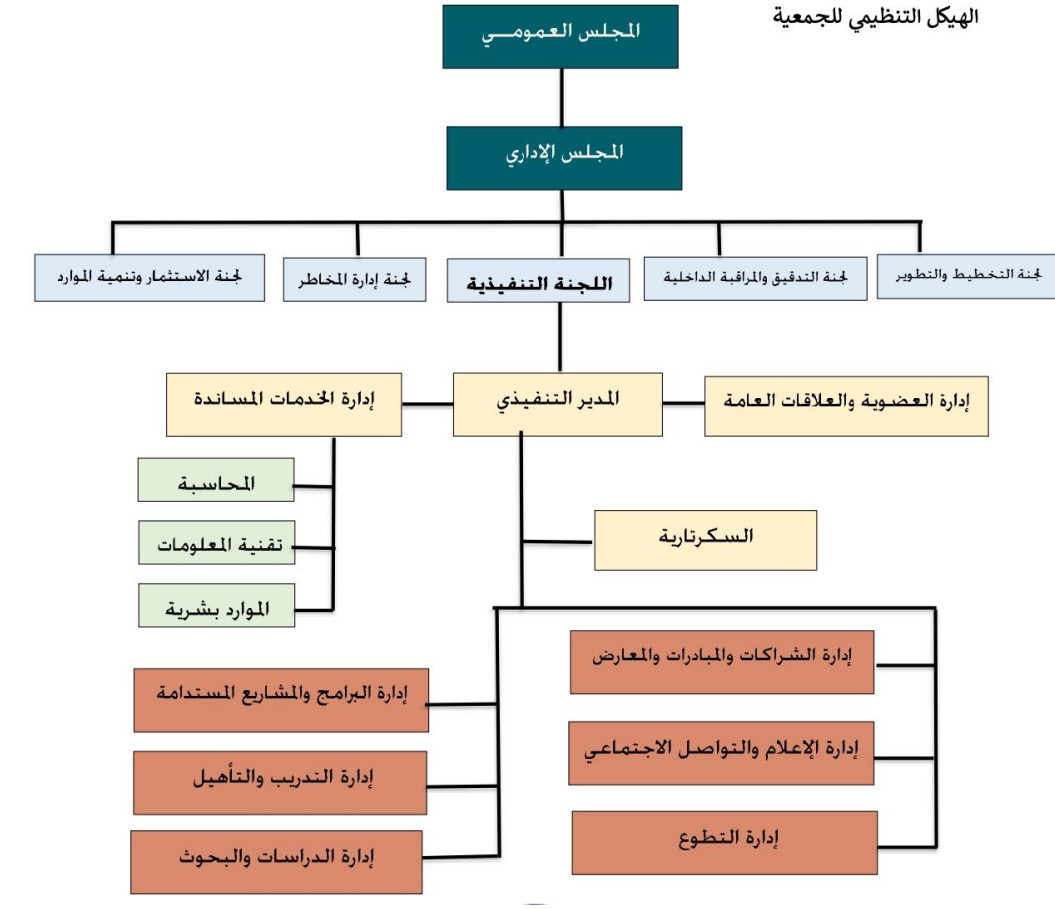 الهيكل التنظيمي للجمعية
المجلس العمومـــي
المجلس الإداري
لجنة التخطيط والتطوير
لجنة التدقيق والمراقبة الداخلية
اللجنة التنفيذية
لجنة إدارة المخاطر
لجنة الاستثمار وتنمية الموارد
إدارة العضوية والعلاقات العامة
المدير التنفيذي
إدارة الخدمات المساندة
المحاسبة
تقنية المعلومات
الموارد بشرية
السكرتارية
إدارة الشراكات والمبادرات والمعارض
إدارة الإعلام والتواصل الاجتماعي
إدارة التطوع
إدارة البرامج والمشاريع المستدامة
إدارة التدريب والتأهيل
إدارة الدراسات والبحوث